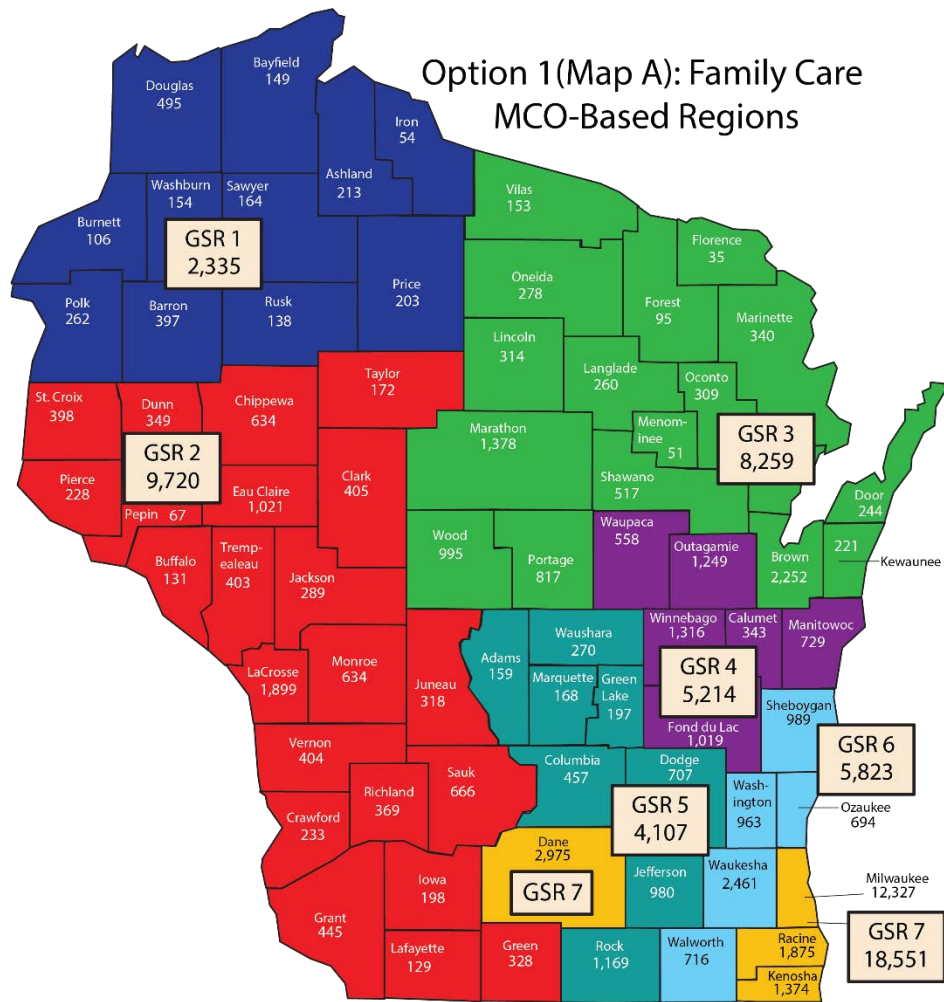 Option 1(Map A): Family Care
MCO-Based Regions
Douglas
495
Bayfield
149
Iron
54
Ashland
213
Washburn
154
Sawyer
164
Burnett
106
GSR 1
2,335
Polk
262
Barron
397
Rusk
138
Price
203
Vilas
153
Florence
35
Oneida
278
Forest
95
Marinette
340
Lincoln
314
Langlade
260
Oconto
309
Taylor
172
St. Croix
398
Dunn
349
Chippewa
634
Marathon
1,378
Menom-
inee
51
GSR 3
8,259
GSR 2
9,720
Pierce
228
Pepin 67
Eau Claire
1,021
Clark
405
Shawano
517
Door
244
Wood
995
Portage
817
Waupaca
558
Outagamie
1,249
Brown
2,252
221
Kewaunee
Buffalo
131
Tremp-
ealeau
403
Jackson
289
Winnebago
1,316
Calumet
343
Manitowoc
729
LaCrosse
1,899
Monroe
634
Juneau
318
Adams
159
Waushara
270
Marquette
168
Green
Lake
197
GSR 4
5,214
Fond du Lac
1,019
Sheboygan
989
Vernon
404
Sauk
666
Columbia
457
Dodge
707
GSR 6
5,823
Richland
369
Crawford
233
GSR 5
4,107
Wash-
ington
963
Ozaukee
694
Dane
2,975
GSR 7
Jefferson
980
Waukesha
2,461
Milwaukee
12,327
Iowa
198
Grant
445
Lafayette
129
Green
328
Rock
1,169
Walworth
716
Racine
1,875
Kenosha
1,374
GSR 7
18,551